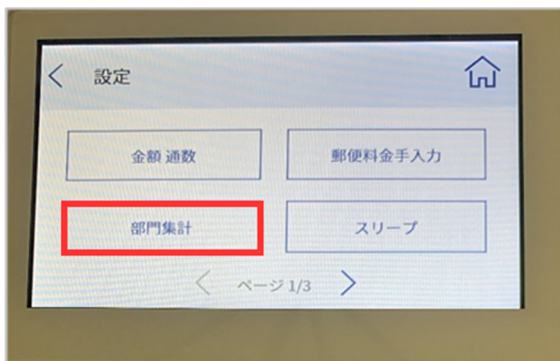 設定
金額 通数
郵便料金手入力
部門集計
スリープ
ページ 1/3